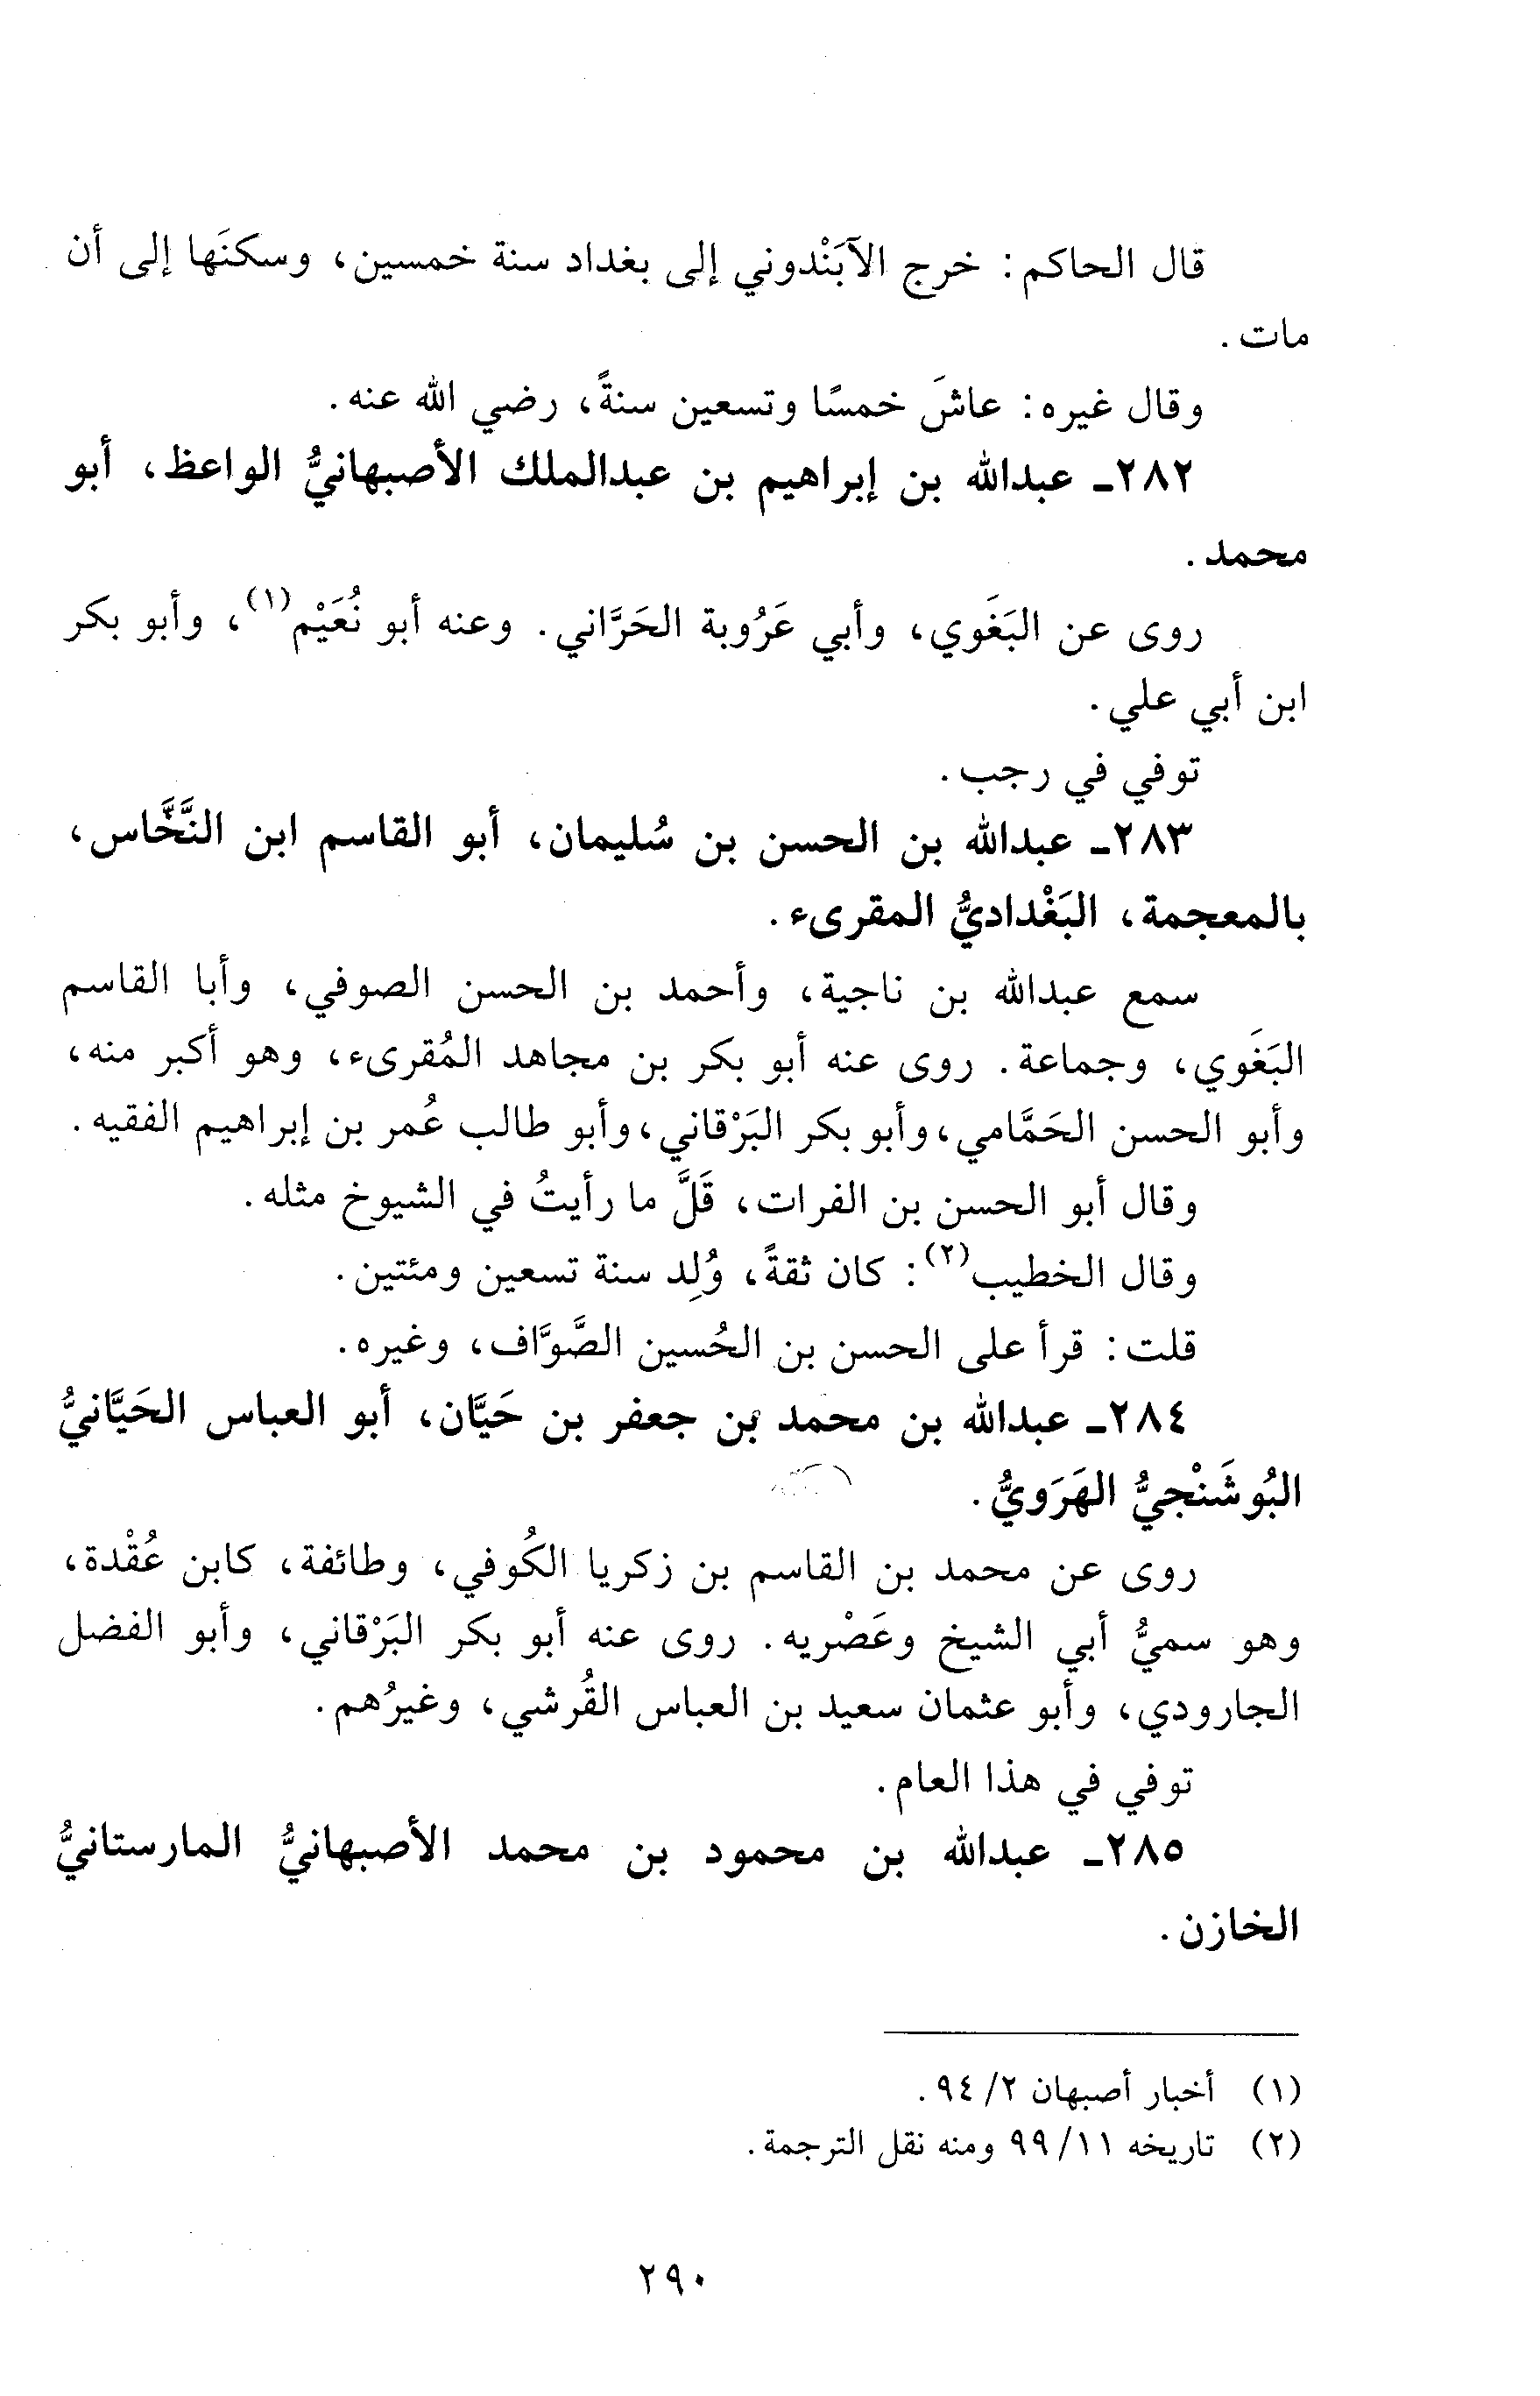 قال الحاكم: خرج الآبَنْدوني إلى بغداد سنة خمسين، وسكنَها إلى أن
مات.
وقال غيره: عاشَ خمسًا وتسعين سنةً، رضي الله عنه.
٢٨٢ـ عبدالله بن إبراهيم بن عبدالملك الأصبهانيُّ الواعظ، أبو
محمد.
روى عن البَغَوي، وأبي عَرُوبة الحَرَّاني. وعنه أبو نُعَيْم(١)، وأبو بكر
ابن أبي علي.
توفي في رجب.
٢٨٣ـ عبدالله بن الحسن بن سُليمان، أبو القاسم ابن النَّخَّاس،
بالمعجمة، البَغْداديُّ المقرىء.
سمع عبدالله بن ناجية، وأحمد بن الحسن الصوفي، وأبا القاسم
البَغَوي، وجماعة. روى عنه أبو بكر بن مجاهد المُقرىء، وهو أكبر منه،
وأبو الحسن الحَمَّامي، وأبو بكر البَرْقاني، وأبو طالب عُمر بن إبراهيم الفقيه.
وقال أبو الحسن بن الفرات، قَلَّ ما رأيتُ في الشيوخ مثله.
وقال الخطيب(٢): كان ثقةً، وُلِد سنة تسعين ومئتين.
قلت: قرأ على الحسن بن الحُسين الصَّوَّاف، وغيره.
٢٨٤ـ عبدالله بن محمد بن جعفر بن حَيَّان، أبو العباس الحَيَّانيُّ
البُوشَنْجيُّ الهَرَويُّ.
روى عن محمد بن القاسم بن زكريا الكُوفي، وطائفة، كابن عُقْدة،
وهو سميُّ أبي الشيخ وعَصْريه. روى عنه أبو بكر البَرْقاني، وأبو الفضل
الجارودي، وأبو عثمان سعيد بن العباس القُرشي، وغيرُهم.
توفي في هذا العام.
٢٨٥ـ عبدالله بن محمود بن محمد الأصبهانيُّ المارستانيُّ
الخازن.
(١) أخبار أصبهان ٢/ ٩٤.
(٢) تاريخه ١١/ ٩٩ ومنه نقل الترجمة.
٢٩٠